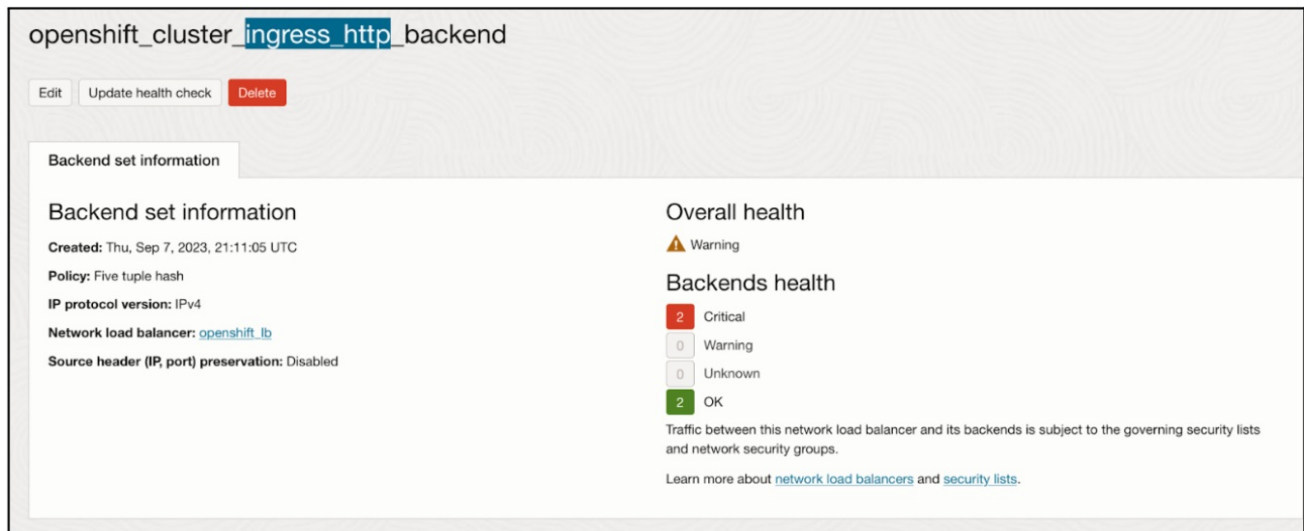 openshift_cluster_ingress_http_backend
Edit
Update health check
Delete
Backend set information
Backend set information
Created: Thu, Sep 7, 2023, 21:11:05 UTC
Policy: Five tuple hash
IP protocol version: IPv4
Network load balancer: openshift_lb
Source header (IP, port) preservation: Disabled
Overall health
Warning
Backends health
2 Critical
0 Warning
0 Unknown
2 OK
Traffic between this network load balancer and its backends is subject to the governing security lists
and network security groups.
Learn more about network load balancers and security lists.